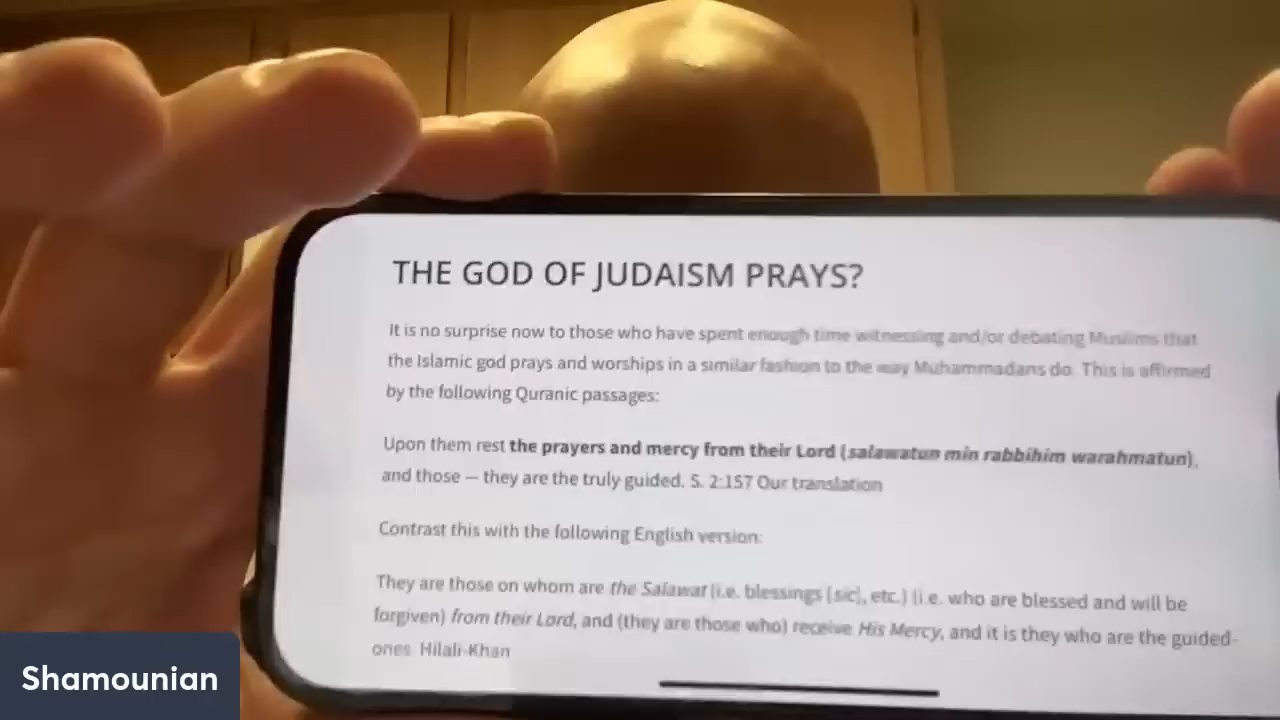 THE GOD OF JUDAISM PRAYS?
It is no surprise now to those who have spent enough time witnessing and/or debating Muslims that
the Islamic god prays and worships in a similar fashion to the way Muhammadans do. This is affirmed
by the following Quranic passages:
Upon them rest the prayers and mercy from their Lord (salawatun min rabbihim warahmatun),
and those — they are the truly guided. S. 2:157 Our translation
Contrast this with the following English version:
They are those on whom are the Salawat (i.e. blessings [sic], etc.) (i.e. who are blessed and will be
forgiven) from their Lord, and (they are those who) receive His Mercy, and it is they who are the guided-
ones. Hilali-Khan
Shamounian